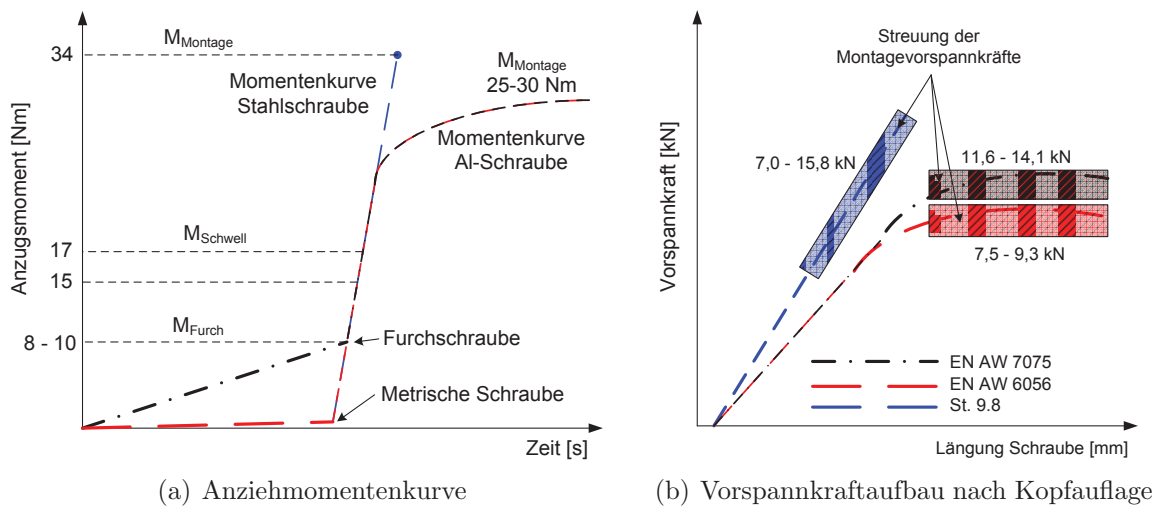 Anzugsmoment [Nm]
34
17
15
8 - 10
M_Montage
Momentenkurve
Stahlschraube
M_Montage
25-30 Nm
Momentenkurve
Al-Schraube
M_Schwell
M_Furch
Furchschraube
Metrische Schraube
Zeit [s]
(a) Anziehmomentenkurve
Vorspannkraft [kN]
Streuung der
Montagevorspannkräfte
7,0 - 15,8 kN
11,6 - 14,1 kN
7,5 - 9,3 kN
EN AW 7075
EN AW 6056
St. 9.8
Längung Schraube [mm]
(b) Vorspannkraftaufbau nach Kopfauflage